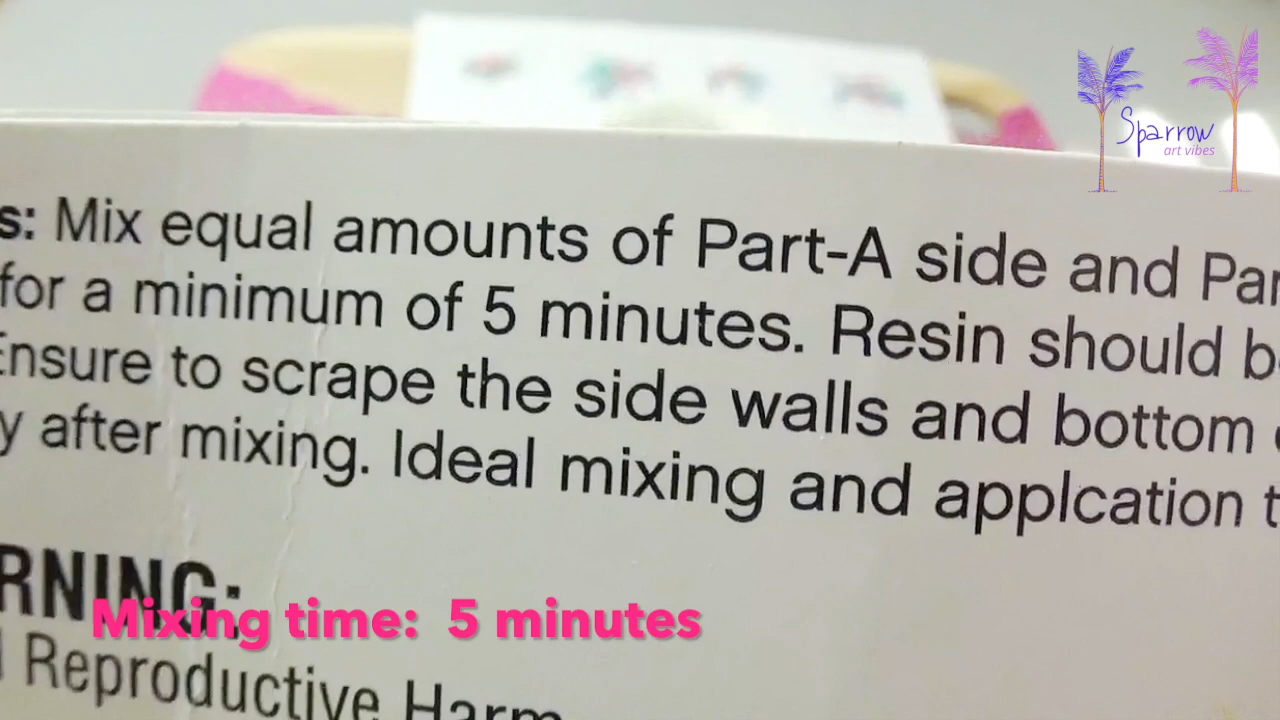 Sparrow
art vibes
s: Mix equal amounts of Part-A side and Par
for a minimum of 5 minutes. Resin should b
Ensure to scrape the side walls and bottom
y after mixing. Ideal mixing and applcation t
RNING:
Mixing time: 5 minutes
Reproductive Harm